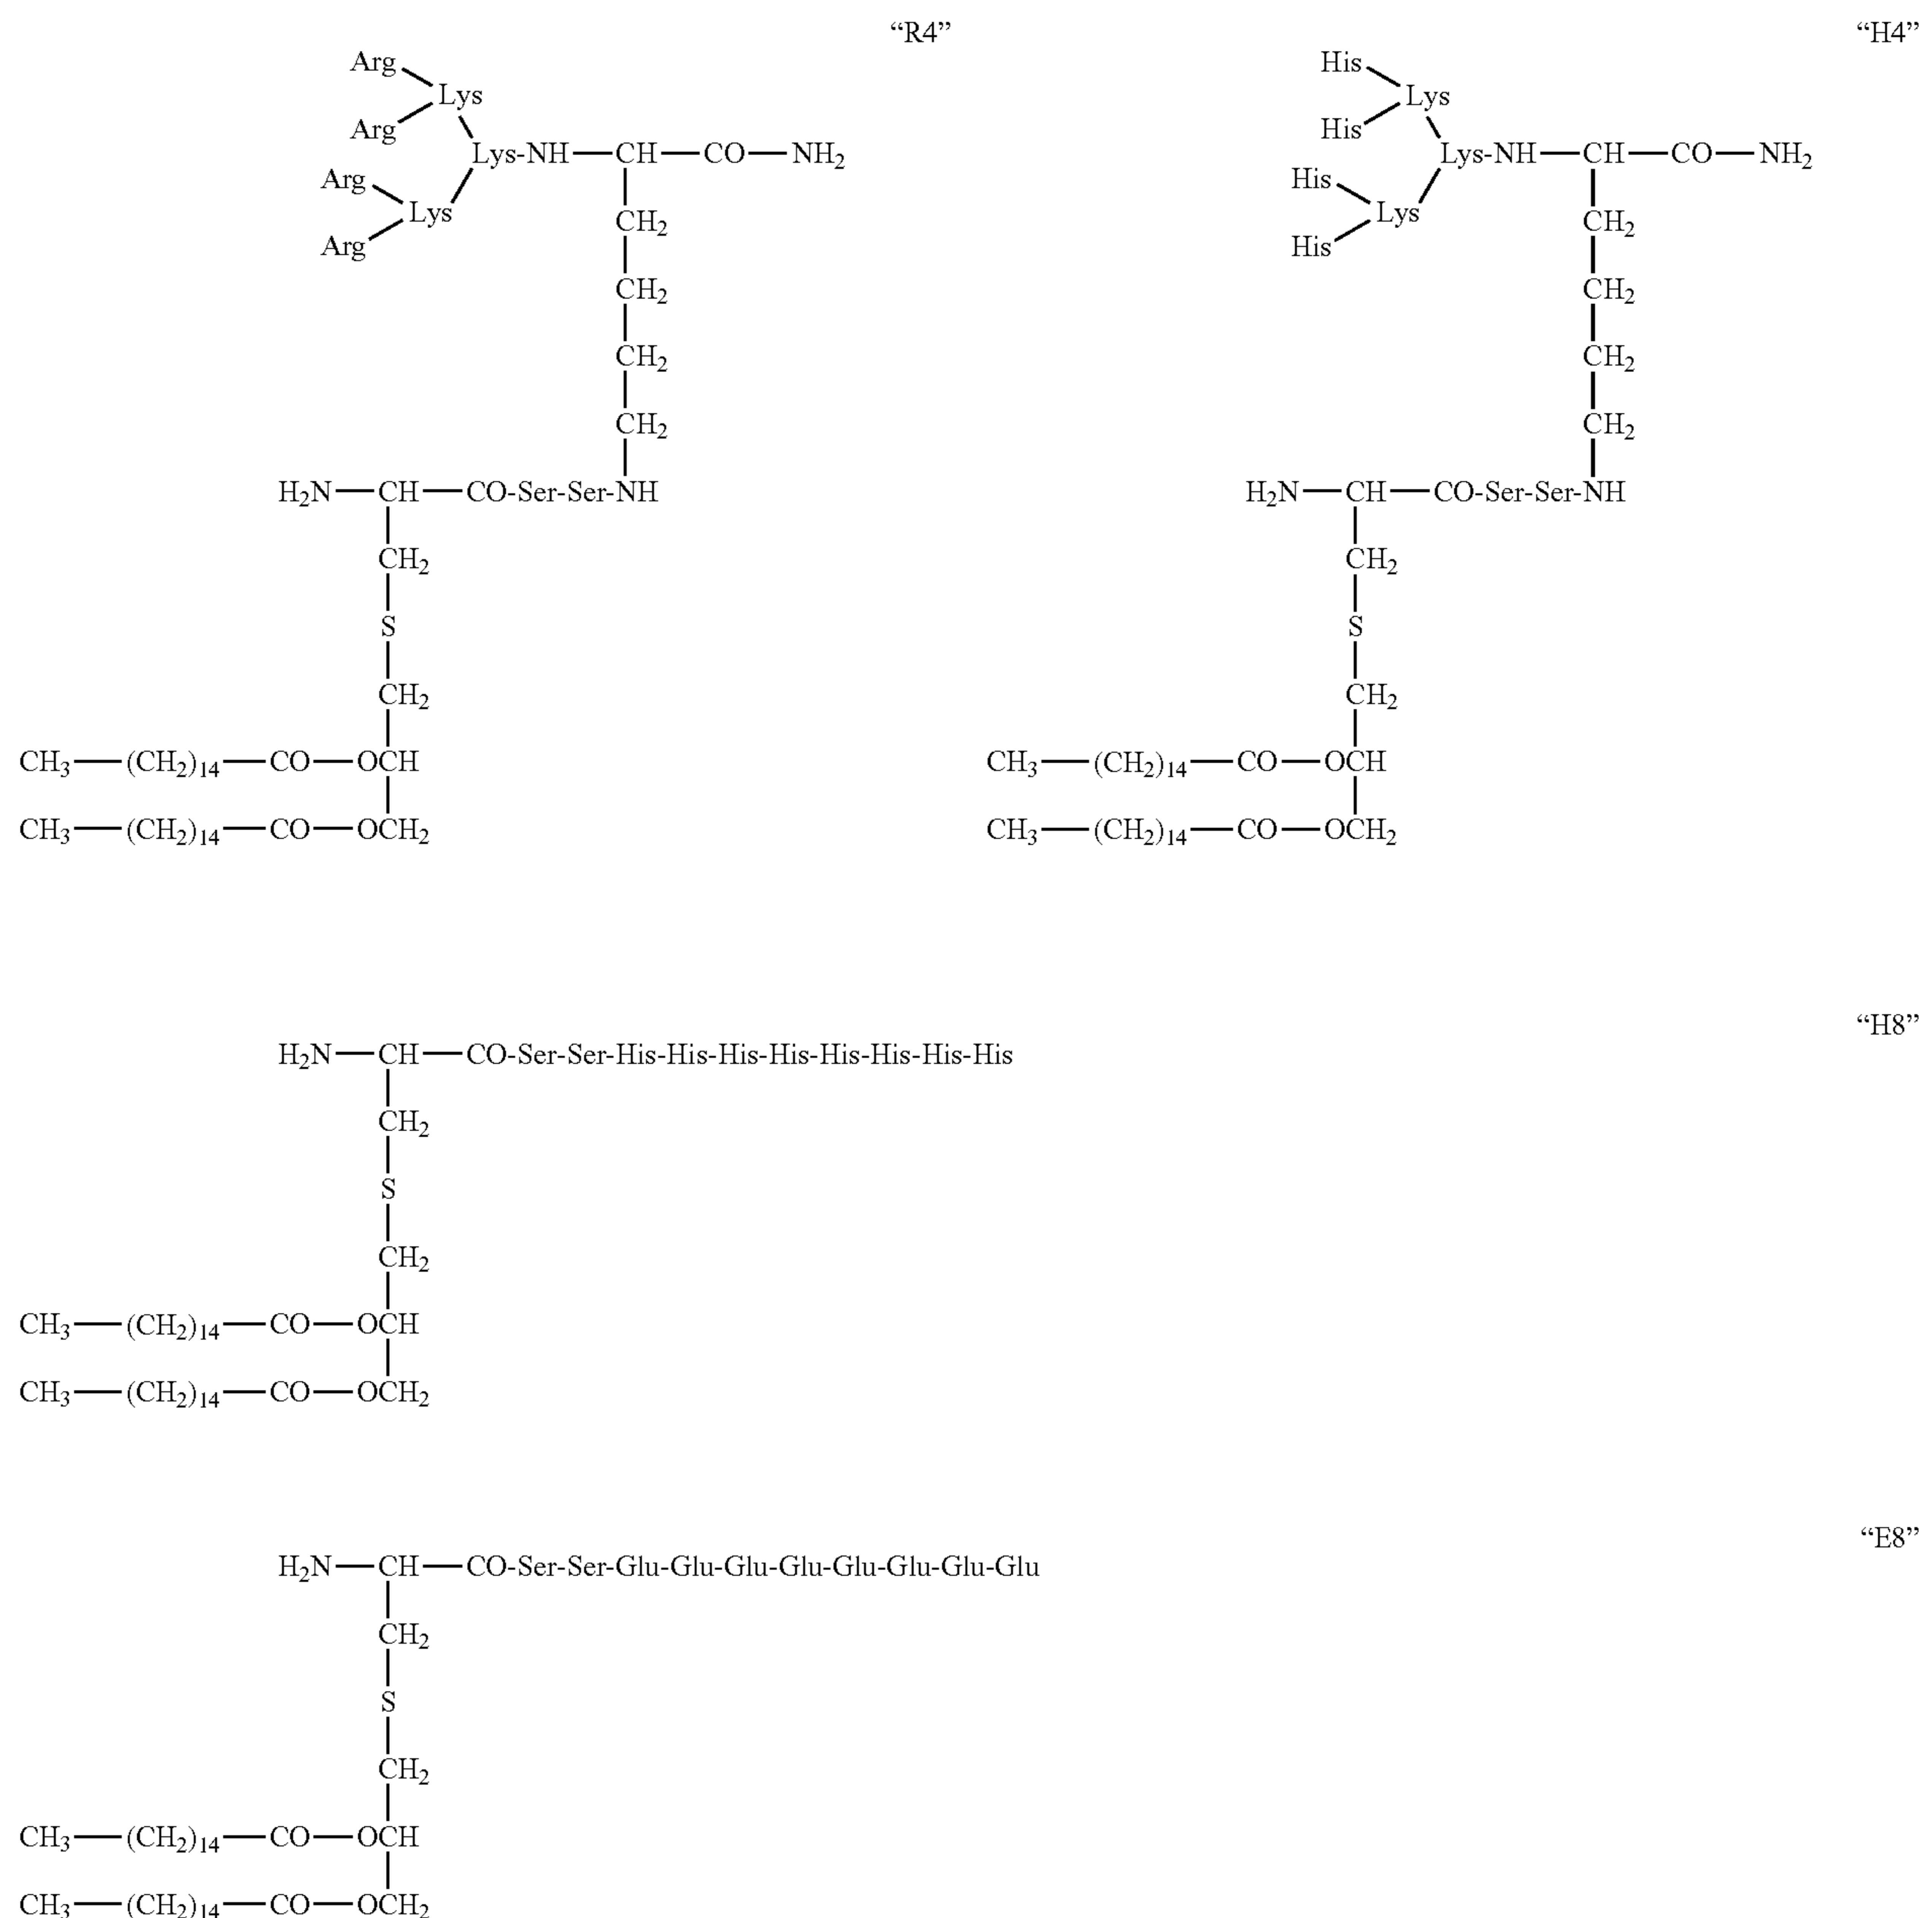 “R4”
Arg
Lys
Arg
Lys-NH—CH—CO—NH₂
Arg
Lys
Arg
CH₂
CH₂
CH₂
CH₂
H₂N—CH—CO-Ser-Ser-NH
CH₂
S
CH₂
CH₃—(CH₂)₁₄—CO—OCH
CH₃—(CH₂)₁₄—CO—OCH₂
“H4”
His
Lys
His
Lys-NH—CH—CO—NH₂
His
Lys
His
CH₂
CH₂
CH₂
CH₂
H₂N—CH—CO-Ser-Ser-NH
CH₂
S
CH₂
CH₃—(CH₂)₁₄—CO—OCH
CH₃—(CH₂)₁₄—CO—OCH₂
“H8”
H₂N—CH—CO-Ser-Ser-His-His-His-His-His-His-His-His
CH₂
S
CH₂
CH₃—(CH₂)₁₄—CO—OCH
CH₃—(CH₂)₁₄—CO—OCH₂
“E8”
H₂N—CH—CO-Ser-Ser-Glu-Glu-Glu-Glu-Glu-Glu-Glu-Glu
CH₂
S
CH₂
CH₃—(CH₂)₁₄—CO—OCH
CH₃—(CH₂)₁₄—CO—OCH₂